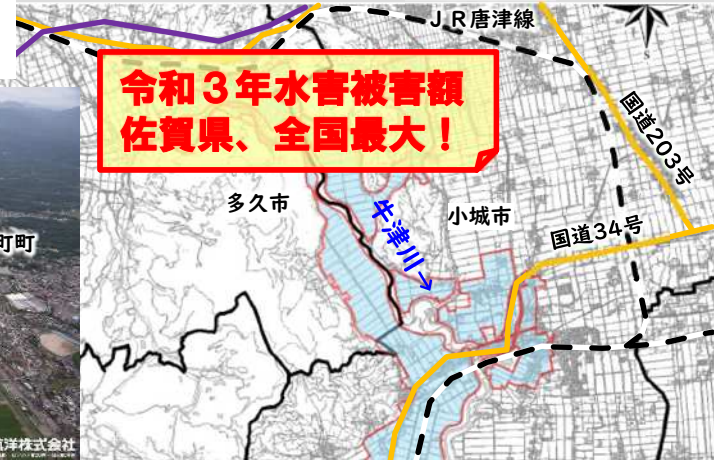 JR唐津線
令和3年水害被害額
佐賀県、全国最大！
国道203号
多久市
牛津川→
小城市
国道34号
町町
洋株式会社
S